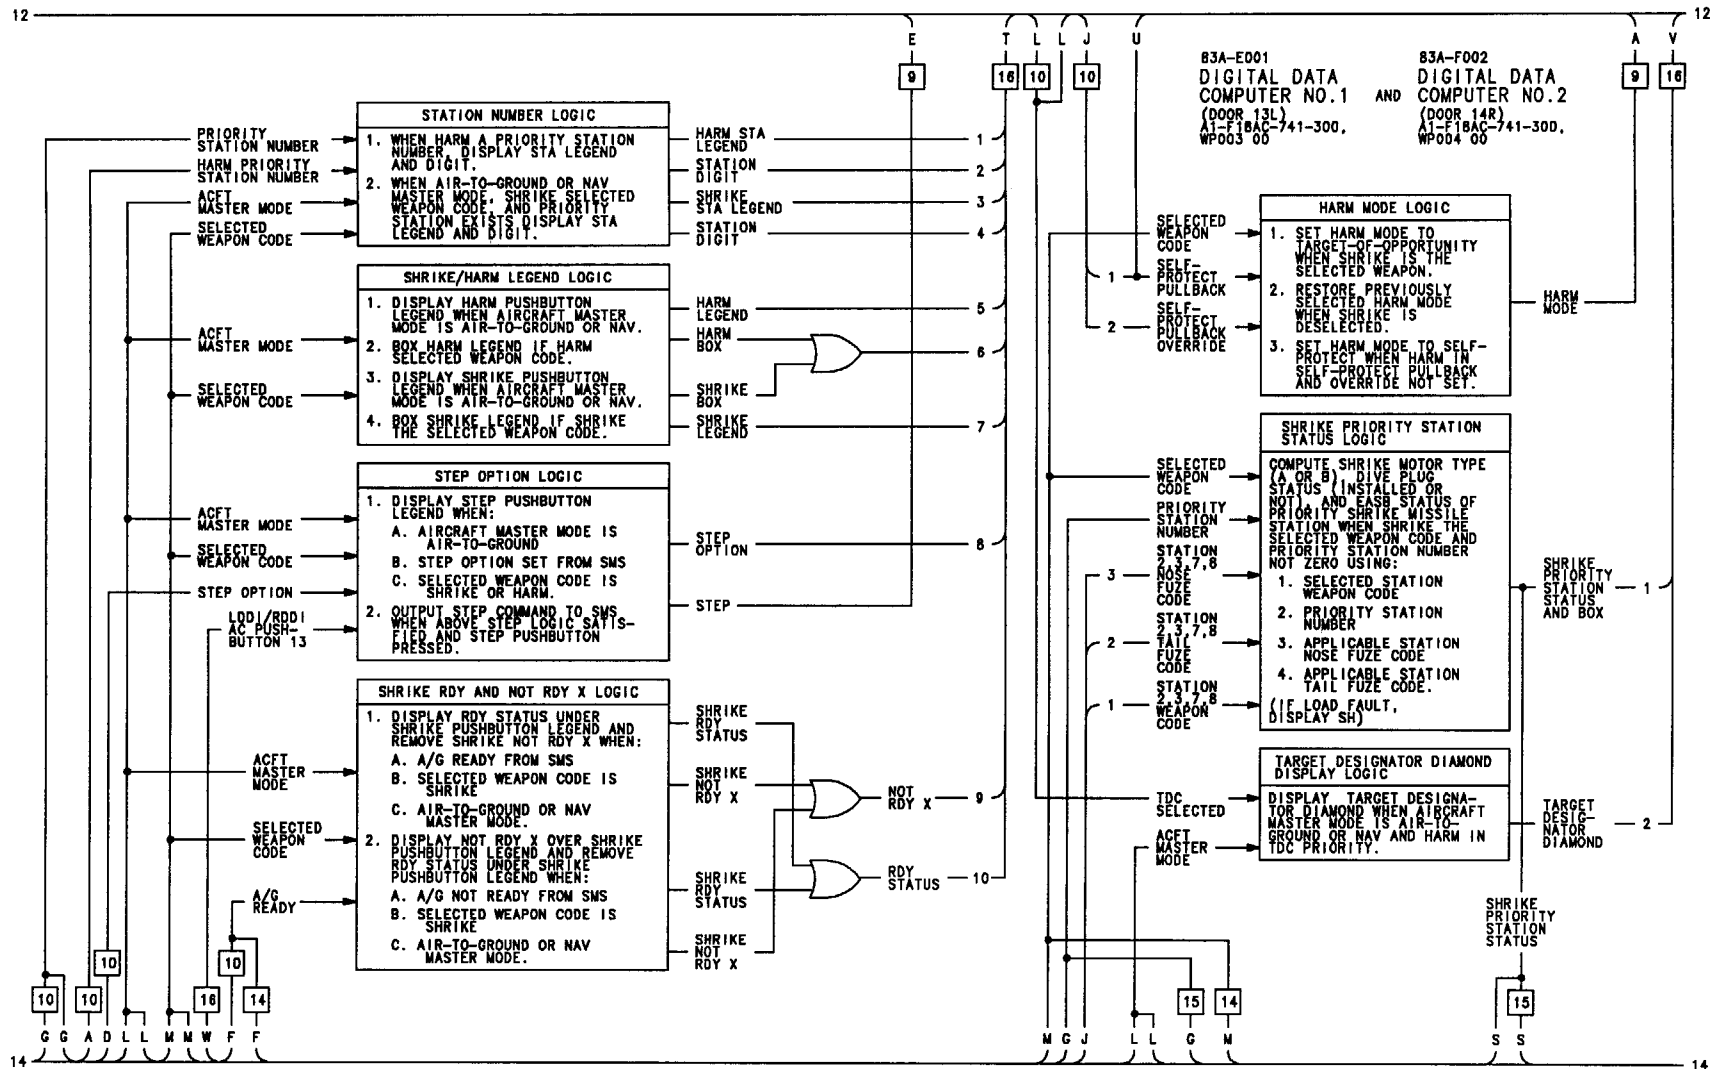 12
12
E
T
L
L
J
U
A
V
9
16
10
10
9
16
83A-E001
DIGITAL DATA
COMPUTER NO.1
(DOOR 13L)
A1-F18AC-741-300,
WP003 00
AND
83A-F002
DIGITAL DATA
COMPUTER NO.2
(DOOR 14R)
A1-F18AC-741-300,
WP004 00
STATION NUMBER LOGIC
PRIORITY
STATION NUMBER
HARM PRIORITY
STATION NUMBER
ACFT
MASTER MODE
SELECTED
WEAPON CODE
1. WHEN HARM A PRIORITY STATION
NUMBER, DISPLAY STA LEGEND
AND DIGIT.
2. WHEN AIR-TO-GROUND OR NAV
MASTER MODE, SHRIKE SELECTED
WEAPON CODE, AND PRIORITY
STATION EXISTS DISPLAY STA
LEGEND AND DIGIT.
HARM STA
LEGEND
1
STATION
DIGIT
2
SHRIKE
STA LEGEND
3
STATION
DIGIT
4
SHRIKE/HARM LEGEND LOGIC
ACFT
MASTER MODE
SELECTED
WEAPON CODE
1. DISPLAY HARM PUSHBUTTON
LEGEND WHEN AIRCRAFT MASTER
MODE IS AIR-TO-GROUND OR NAV.
2. BOX HARM LEGEND IF HARM
SELECTED WEAPON CODE.
3. DISPLAY SHRIKE PUSHBUTTON
LEGEND WHEN AIRCRAFT MASTER
MODE IS AIR-TO-GROUND OR NAV.
4. BOX SHRIKE LEGEND IF SHRIKE
THE SELECTED WEAPON CODE.
HARM
LEGEND
5
HARM
BOX
6
SHRIKE
BOX
SHRIKE
LEGEND
7
STEP OPTION LOGIC
ACFT
MASTER MODE
SELECTED
WEAPON CODE
STEP OPTION
LDDI/RDDI
AC PUSH-
BUTTON 13
1. DISPLAY STEP PUSHBUTTON
LEGEND WHEN:
A. AIRCRAFT MASTER MODE IS
AIR-TO-GROUND
B. STEP OPTION SET FROM SMS
C. SELECTED WEAPON CODE IS
SHRIKE OR HARM.
2. OUTPUT STEP COMMAND TO SMS
WHEN ABOVE STEP LOGIC SATIS-
FIED AND STEP PUSHBUTTON
PRESSED.
STEP
OPTION
8
STEP
SHRIKE RDY AND NOT RDY X LOGIC
ACFT
MASTER
MODE
SELECTED
WEAPON
CODE
A/G
READY
1. DISPLAY RDY STATUS UNDER
SHRIKE PUSHBUTTON LEGEND AND
REMOVE SHRIKE NOT RDY X WHEN:
A. A/G READY FROM SMS
B. SELECTED WEAPON CODE IS
SHRIKE
C. AIR-TO-GROUND OR NAV
MASTER MODE.
2. DISPLAY NOT RDY X OVER SHRIKE
PUSHBUTTON LEGEND AND REMOVE
RDY STATUS UNDER SHRIKE
PUSHBUTTON LEGEND WHEN:
A. A/G NOT READY FROM SMS
B. SELECTED WEAPON CODE IS
SHRIKE
C. AIR-TO-GROUND OR NAV
MASTER MODE.
SHRIKE
RDY
STATUS
SHRIKE
NOT
RDY X
SHRIKE
RDY
STATUS
SHRIKE
NOT
RDY X
NOT
RDY X
9
RDY
STATUS
10
HARM MODE LOGIC
SELECTED
WEAPON
CODE
1
SELF-
PROTECT
PULLBACK
2
SELF-
PROTECT
PULLBACK
OVERRIDE
1. SET HARM MODE TO
TARGET-OF-OPPORTUNITY
WHEN SHRIKE IS THE
SELECTED WEAPON.
2. RESTORE PREVIOUSLY
SELECTED HARM MODE
WHEN SHRIKE IS
DESELECTED.
3. SET HARM MODE TO SELF-
PROTECT WHEN HARM IN
SELF-PROTECT PULLBACK
AND OVERRIDE NOT SET.
HARM
MODE
SHRIKE PRIORITY STATION
STATUS LOGIC
SELECTED
WEAPON
CODE
PRIORITY
STATION
NUMBER
3
STATION
2,3,7,8
NOSE
FUZE
CODE
2
STATION
2,3,7,8
TAIL
FUZE
CODE
1
STATION
2,3,7,8
WEAPON
CODE
COMPUTE SHRIKE MOTOR TYPE
(A OR B), DIVE PLUG
STATUS (INSTALLED OR
NOT), AND EASB STATUS OF
PRIORITY SHRIKE MISSILE
STATION WHEN SHRIKE THE
SELECTED WEAPON CODE AND
PRIORITY STATION NUMBER
NOT ZERO USING:
1. SELECTED STATION
WEAPON CODE
2. PRIORITY STATION
NUMBER
3. APPLICABLE STATION
NOSE FUZE CODE
4. APPLICABLE STATION
TAIL FUZE CODE.
(IF LOAD FAULT,
DISPLAY SH)
SHRIKE
PRIORITY
STATION
STATUS
AND BOX
1
TARGET DESIGNATOR DIAMOND
DISPLAY LOGIC
TDC
SELECTED
ACFT
MASTER
MODE
DISPLAY TARGET DESIGNA-
TOR DIAMOND WHEN AIRCRAFT
MASTER MODE IS AIR-TO-
GROUND OR NAV AND HARM IN
TDC PRIORITY.
TARGET
DESIG-
NATOR
DIAMOND
2
SHRIKE
PRIORITY
STATION
STATUS
10
10
10
16
10
14
15
14
15
G
G
A
D
L
L
M
M
W
F
F
M
G
J
L
L
G
M
S
S
14
14